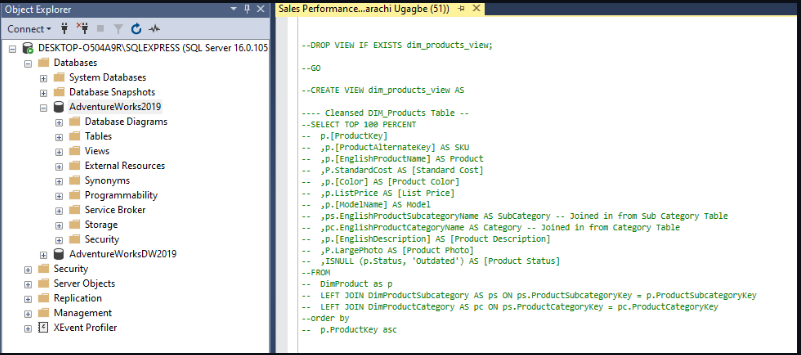 Object Explorer
Connect
DESKTOP-O504A9R\SQLEXPRESS (SQL Server 16.0.105
Databases
System Databases
Database Snapshots
AdventureWorks2019
Database Diagrams
Tables
Views
External Resources
Synonyms
Programmability
Service Broker
Storage
Security
AdventureWorksDW2019
Security
Server Objects
Replication
Management
XEvent Profiler
Sales Performance...arachi Ugagbe (51))
--DROP VIEW IF EXISTS dim_products_view;
--GO
--CREATE VIEW dim_products_view AS
---- Cleansed DIM_Products Table --
--SELECT TOP 100 PERCENT
--  p.[ProductKey]
--  ,p.[ProductAlternateKey] AS SKU
--  ,p.[EnglishProductName] AS Product
--  ,P.StandardCost AS [Standard Cost]
--  ,p.[Color] AS [Product Color]
--  ,p.ListPrice AS [List Price]
--  ,p.[ModelName] AS Model
--  ,ps.EnglishProductSubcategoryName AS SubCategory -- Joined in from Sub Category Table
--  ,pc.EnglishProductCategoryName AS Category -- Joined in from Category Table
--  ,p.[EnglishDescription] AS [Product Description]
--  ,P.LargePhoto AS [Product Photo]
--  ,ISNULL (p.Status, 'Outdated') AS [Product Status]
--FROM
--  DimProduct as p
--  LEFT JOIN DimProductSubcategory AS ps ON ps.ProductSubcategoryKey = p.ProductSubcategoryKey
--  LEFT JOIN DimProductCategory AS pc ON ps.ProductCategoryKey = pc.ProductCategoryKey
--order by
--  p.ProductKey asc